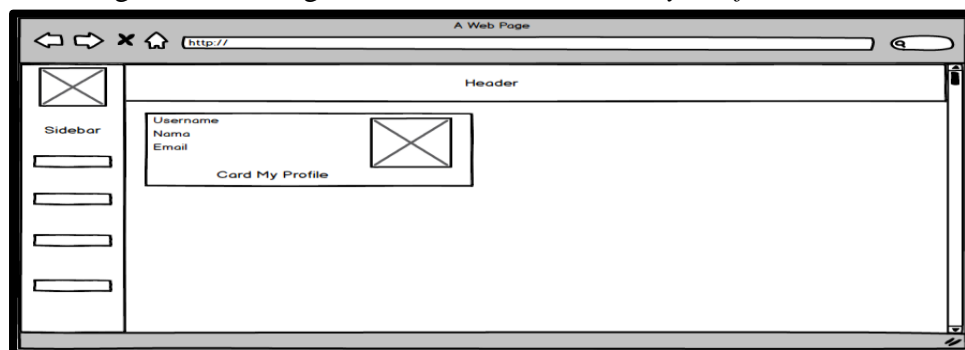 A Web Page
http://
Header
Sidebar
Username
Nama
Email
Card My Profile